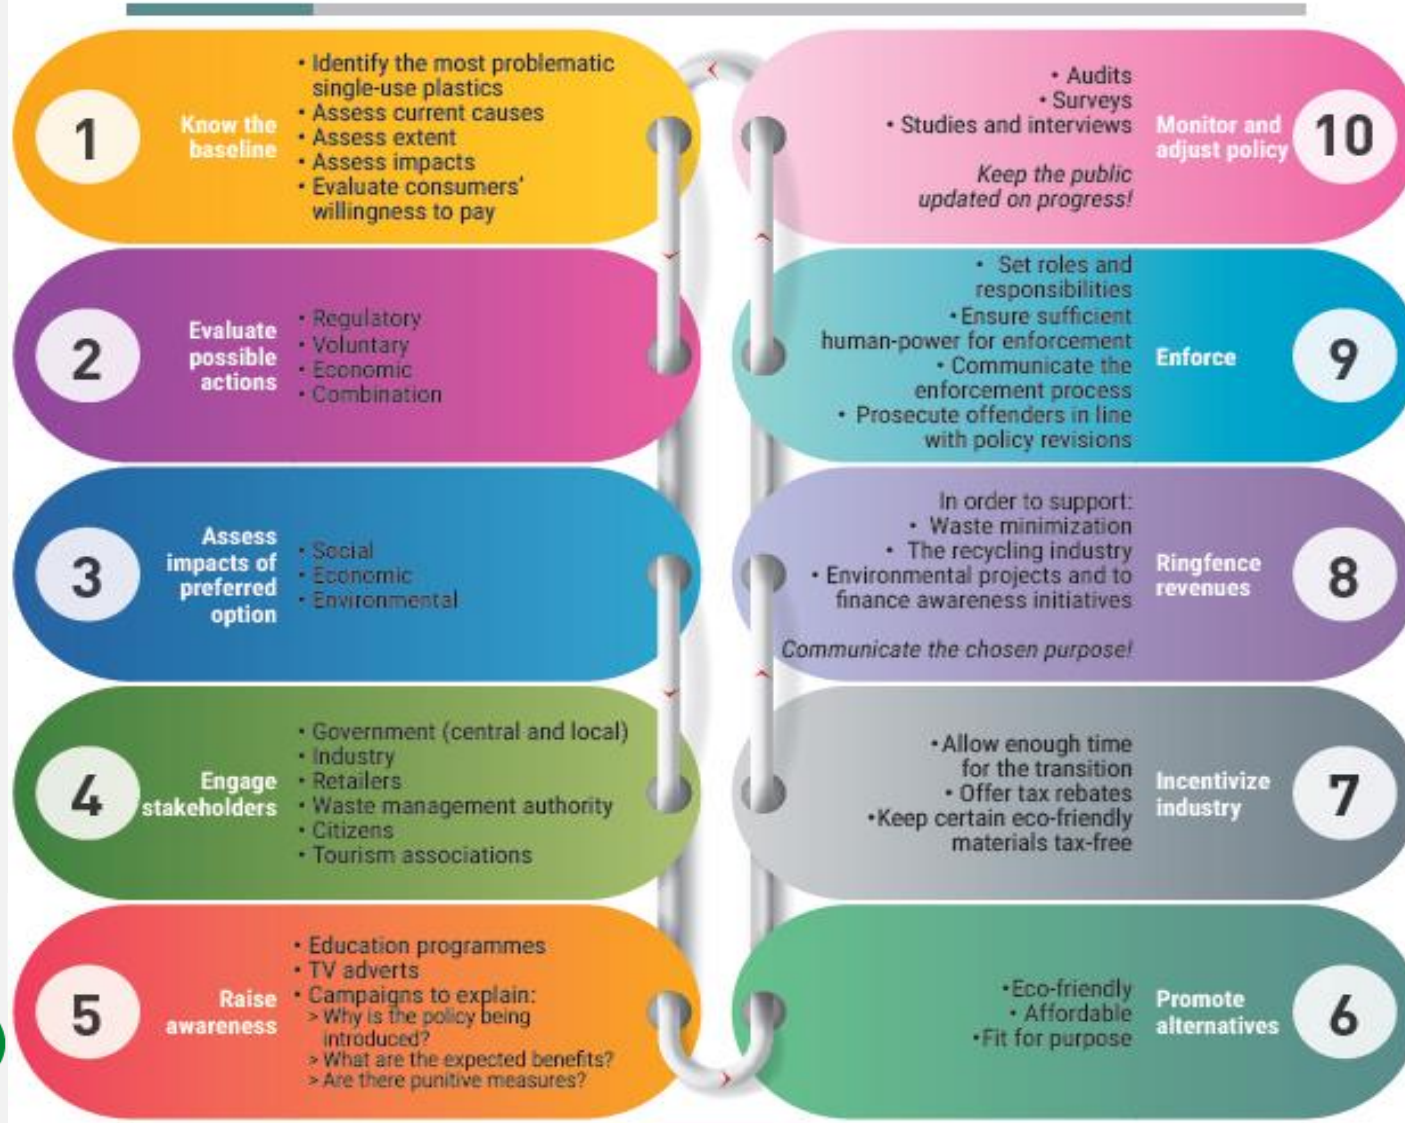 1
Know the
baseline
• Identify the most problematic
single-use plastics
• Assess current causes
• Assess extent
• Assess impacts
• Evaluate consumers'
willingness to pay
2
Evaluate
possible
actions
• Regulatory
• Voluntary
• Economic
• Combination
3
Assess
impacts of
preferred
option
• Social
• Economic
• Environmental
4
Engage
stakeholders
• Government (central and local)
• Industry
• Retailers
• Waste management authority
• Citizens
• Tourism associations
5
Raise
awareness
• Education programmes
• TV adverts
• Campaigns to explain:
> Why is the policy being
introduced?
> What are the expected benefits?
> Are there punitive measures?
6
Promote
alternatives
•Eco-friendly
• Affordable
•Fit for purpose
7
Incentivize
industry
•Allow enough time
for the transition
• Offer tax rebates
•Keep certain eco-friendly
materials tax-free
8
Ringfence
revenues
In order to support:
• Waste minimization
• The recycling industry
• Environmental projects and to
finance awareness initiatives
Communicate the chosen purpose!
9
Enforce
• Set roles and
responsibilities
•Ensure sufficient
human-power for enforcement
• Communicate the
enforcement process
• Prosecute offenders in line
with policy revisions
10
Monitor and
adjust policy
• Audits
• Surveys
• Studies and interviews
Keep the public
updated on progress!